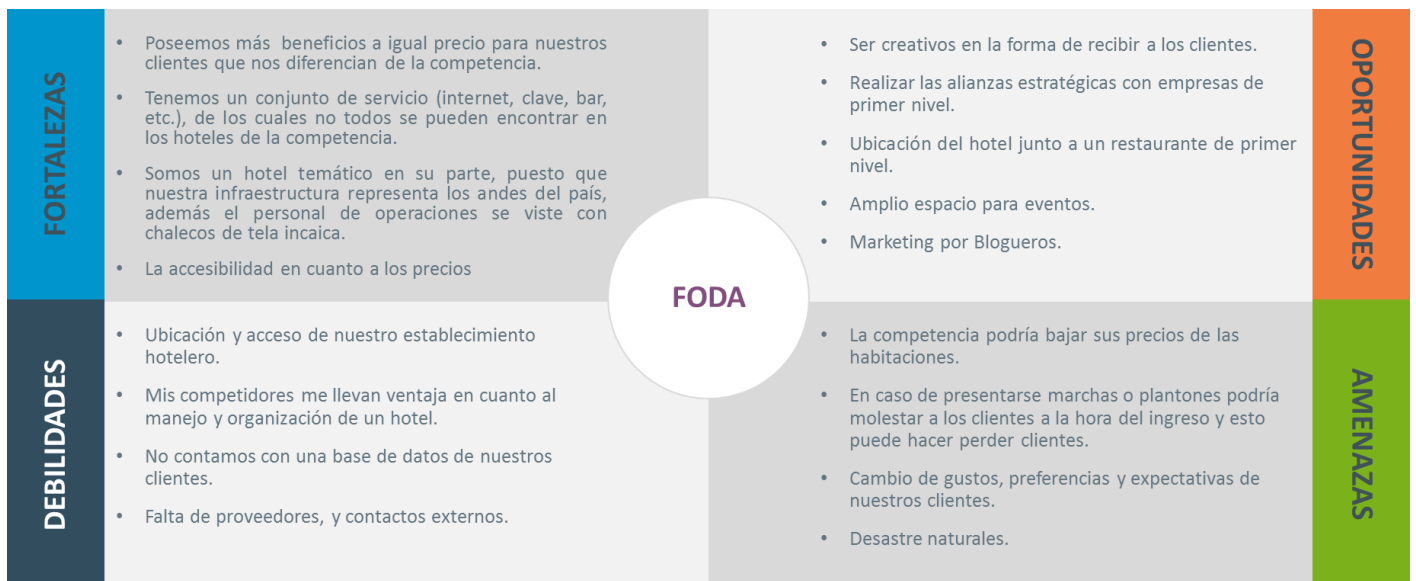 FORTALEZAS
• Poseemos más beneficios a igual precio para nuestros
clientes que nos diferencian de la competencia.
• Tenemos un conjunto de servicio (internet, clave, bar,
etc.), de los cuales no todos se pueden encontrar en
los hoteles de la competencia.
• Somos un hotel temático en su parte, puesto que
nuestra infraestructura representa los andes del país,
además el personal de operaciones se viste con
chalecos de tela incaica.
• La accesibilidad en cuanto a los precios
OPORTUNIDADES
• Ser creativos en la forma de recibir a los clientes.
• Realizar las alianzas estratégicas con empresas de
primer nivel.
• Ubicación del hotel junto a un restaurante de primer
nivel.
• Amplio espacio para eventos.
• Marketing por Blogueros.
FODA
DEBILIDADES
• Ubicación y acceso de nuestro establecimiento
hotelero.
• Mis competidores me llevan ventaja en cuanto al
manejo y organización de un hotel.
• No contamos con una base de datos de nuestros
clientes.
• Falta de proveedores, y contactos externos.
AMENAZAS
• La competencia podría bajar sus precios de las
habitaciones.
• En caso de presentarse marchas o plantones podría
molestar a los clientes a la hora del ingreso y esto
puede hacer perder clientes.
• Cambio de gustos, preferencias y expectativas de
nuestros clientes.
• Desastre naturales.